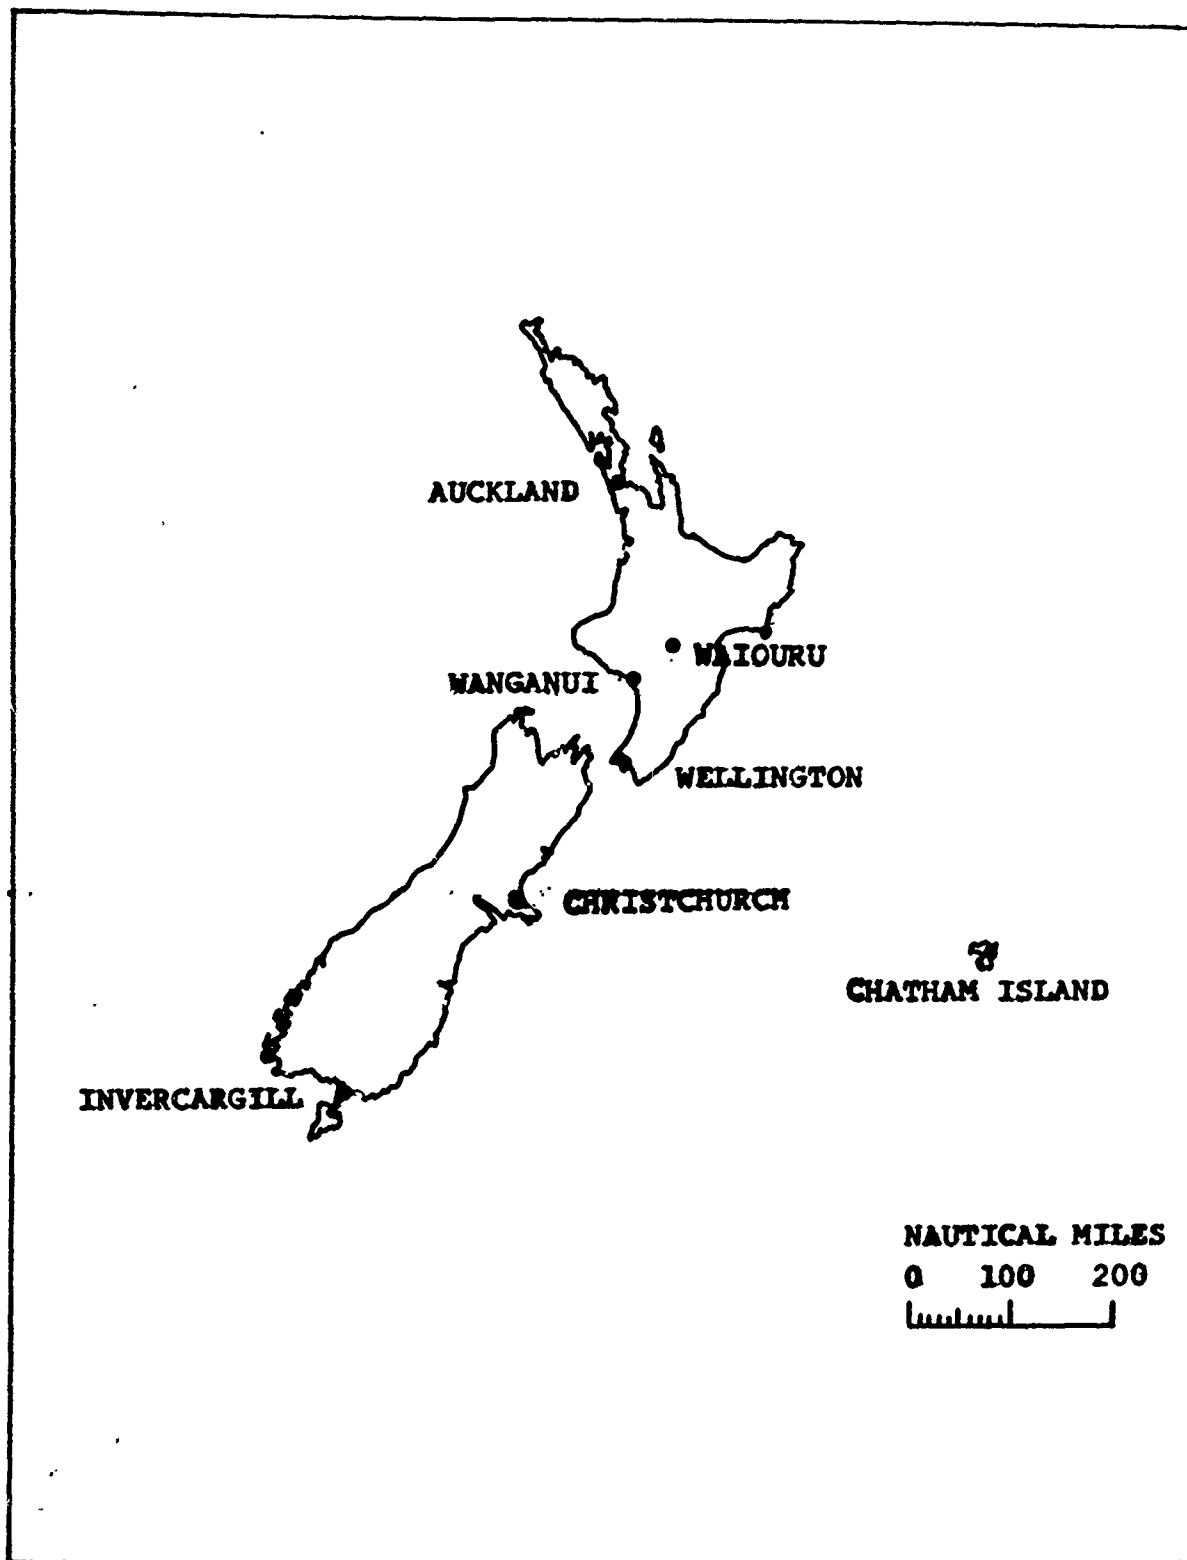 AUCKLAND
WAIOURU
WANGANUI
WELLINGTON
CHRISTCHURCH
CHATHAM ISLAND
INVERCARGILL
NAUTICAL MILES
0 100 200